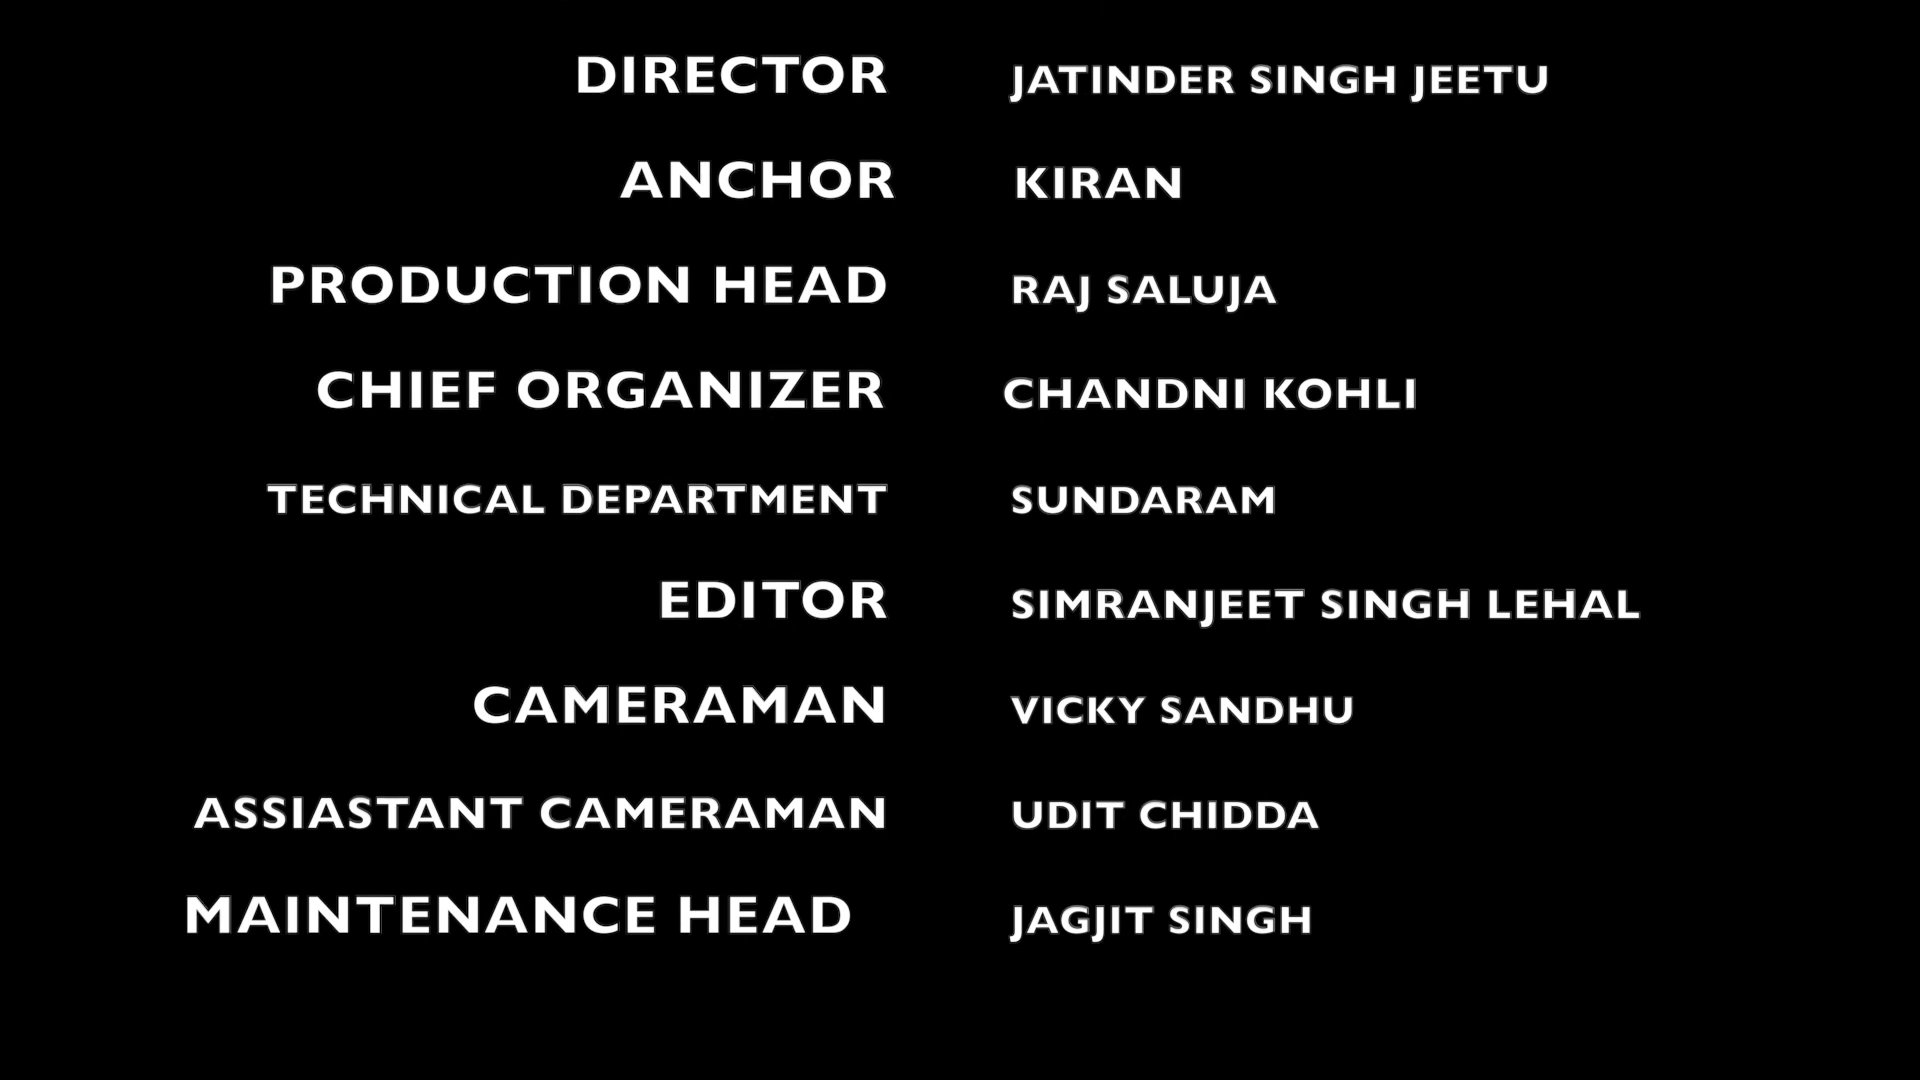 DIRECTOR JATINDER SINGH JEETU
ANCHOR KIRAN
PRODUCTION HEAD RAJ SALUJA
CHIEF ORGANIZER CHANDNI KOHLI
TECHNICAL DEPARTMENT SUNDARAM
EDITOR SIMRANJEET SINGH LEHAL
CAMERAMAN VICKY SANDHU
ASSIASTANT CAMERAMAN UDIT CHIDDA
MAINTENANCE HEAD JAGJIT SINGH